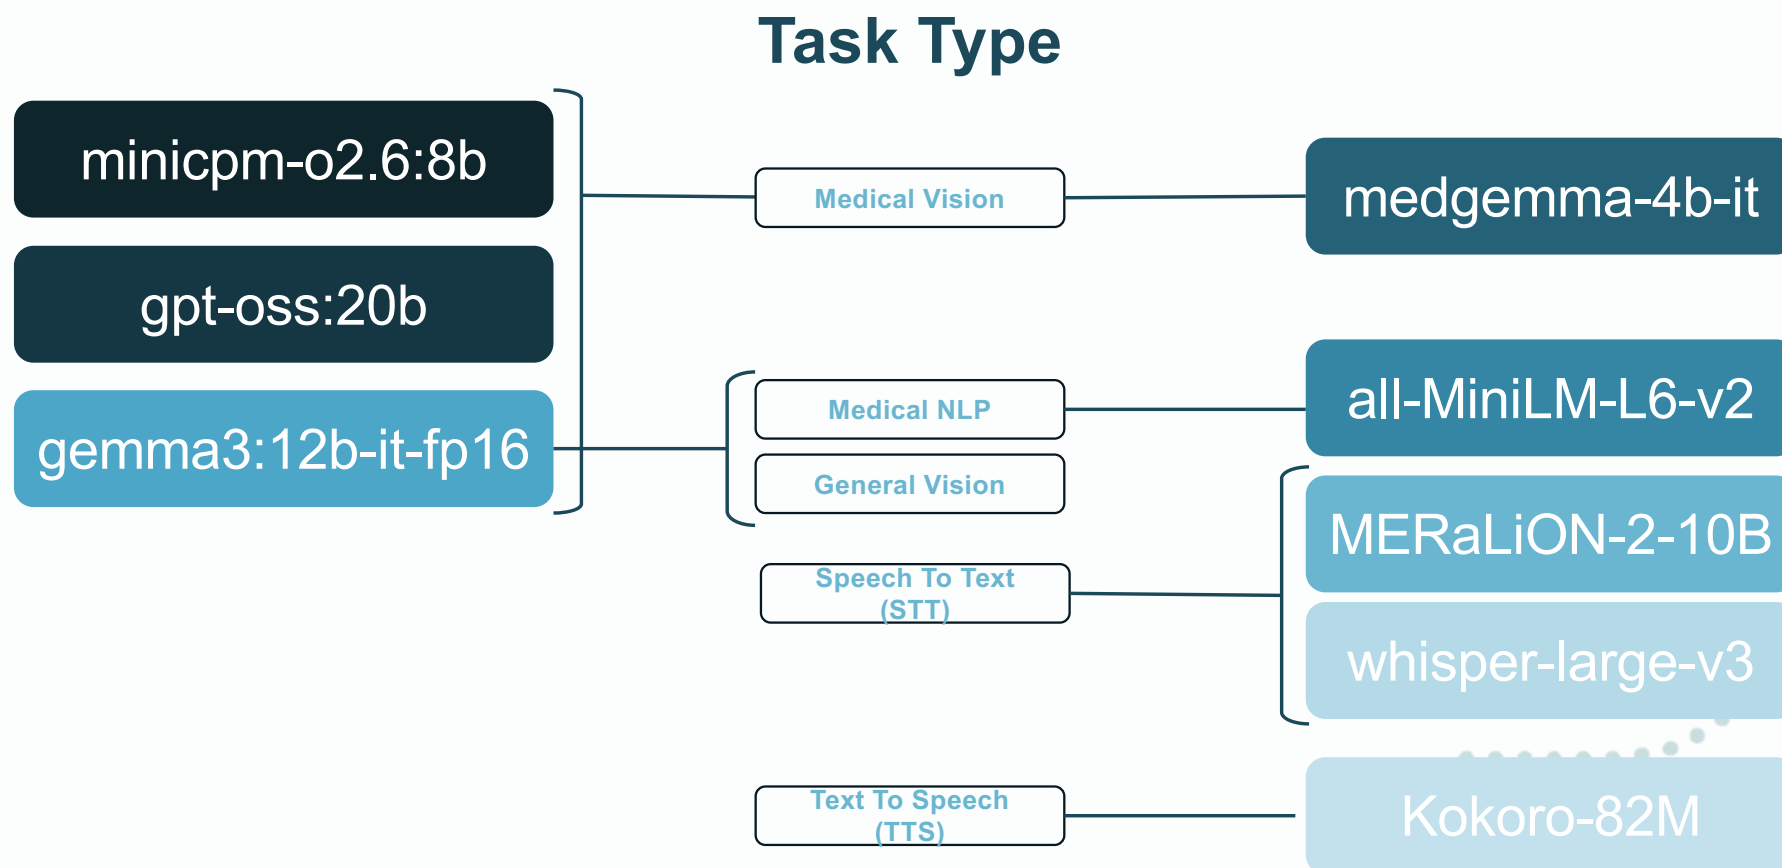 Task Type
minicpm-o2.6:8b
gpt-oss:20b
gemma3:12b-it-fp16
Medical Vision
Medical NLP
General Vision
Speech To Text
(STT)
Text To Speech
(TTS)
medgemma-4b-it
all-MiniLM-L6-v2
MERaLiON-2-10B
whisper-large-v3
Kokoro-82M